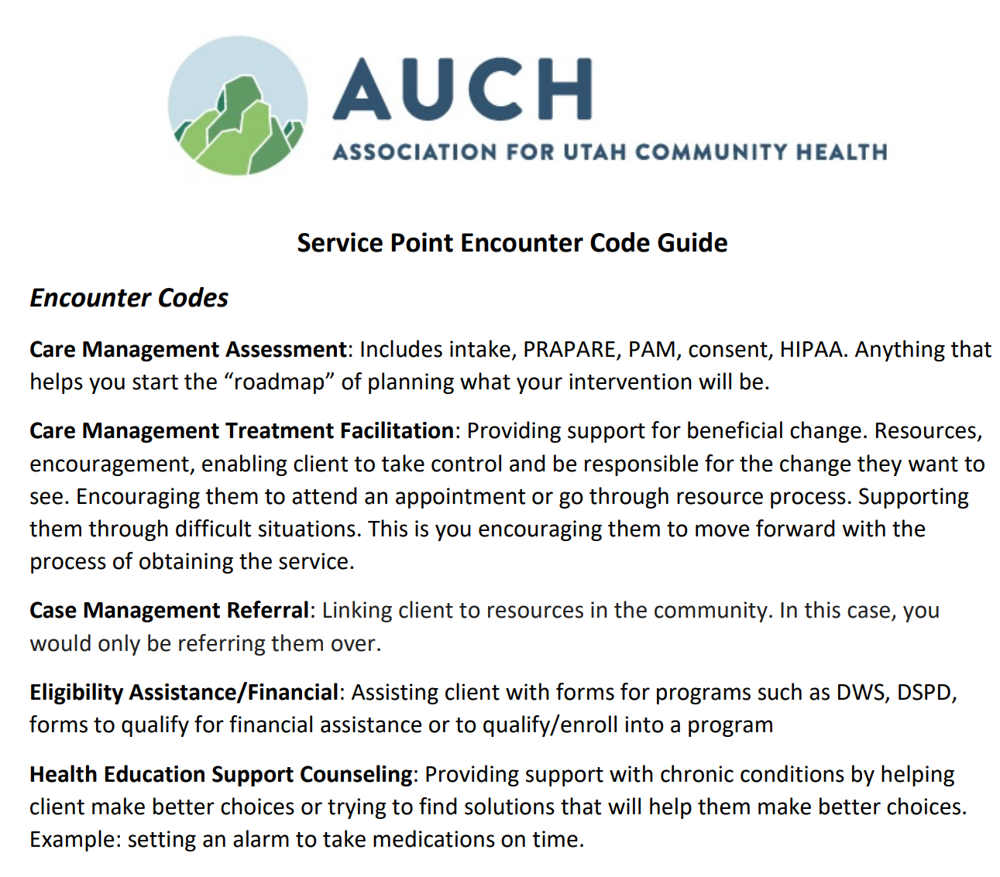 AUCH
ASSOCIATION FOR UTAH COMMUNITY HEALTH
Service Point Encounter Code Guide
Encounter Codes
Care Management Assessment: Includes intake, PRAPARE, PAM, consent, HIPAA. Anything that
helps you start the “roadmap” of planning what your intervention will be.
Care Management Treatment Facilitation: Providing support for beneficial change. Resources,
encouragement, enabling client to take control and be responsible for the change they want to
see. Encouraging them to attend an appointment or go through resource process. Supporting
them through difficult situations. This is you encouraging them to move forward with the
process of obtaining the service.
Case Management Referral: Linking client to resources in the community. In this case, you
would only be referring them over.
Eligibility Assistance/Financial: Assisting client with forms for programs such as DWS, DSPD,
forms to qualify for financial assistance or to qualify/enroll into a program
Health Education Support Counseling: Providing support with chronic conditions by helping
client make better choices or trying to find solutions that will help them make better choices.
Example: setting an alarm to take medications on time.